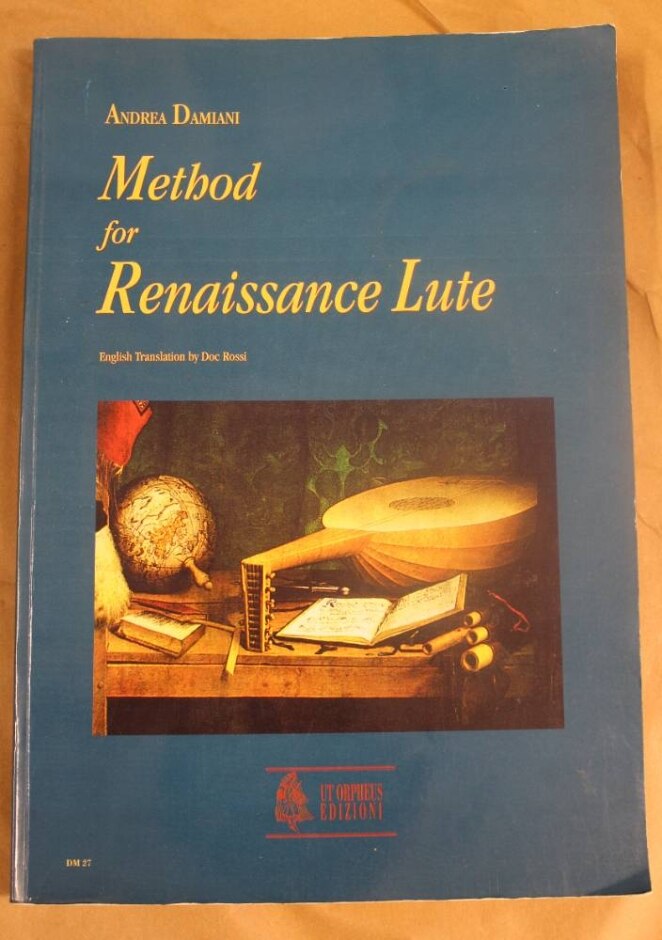 ANDREA DAMIANI
Method
for
Renaissance Lute
English Translation by Doc Rossi
UT ORPHEUS
EDIZIONI
DM 27